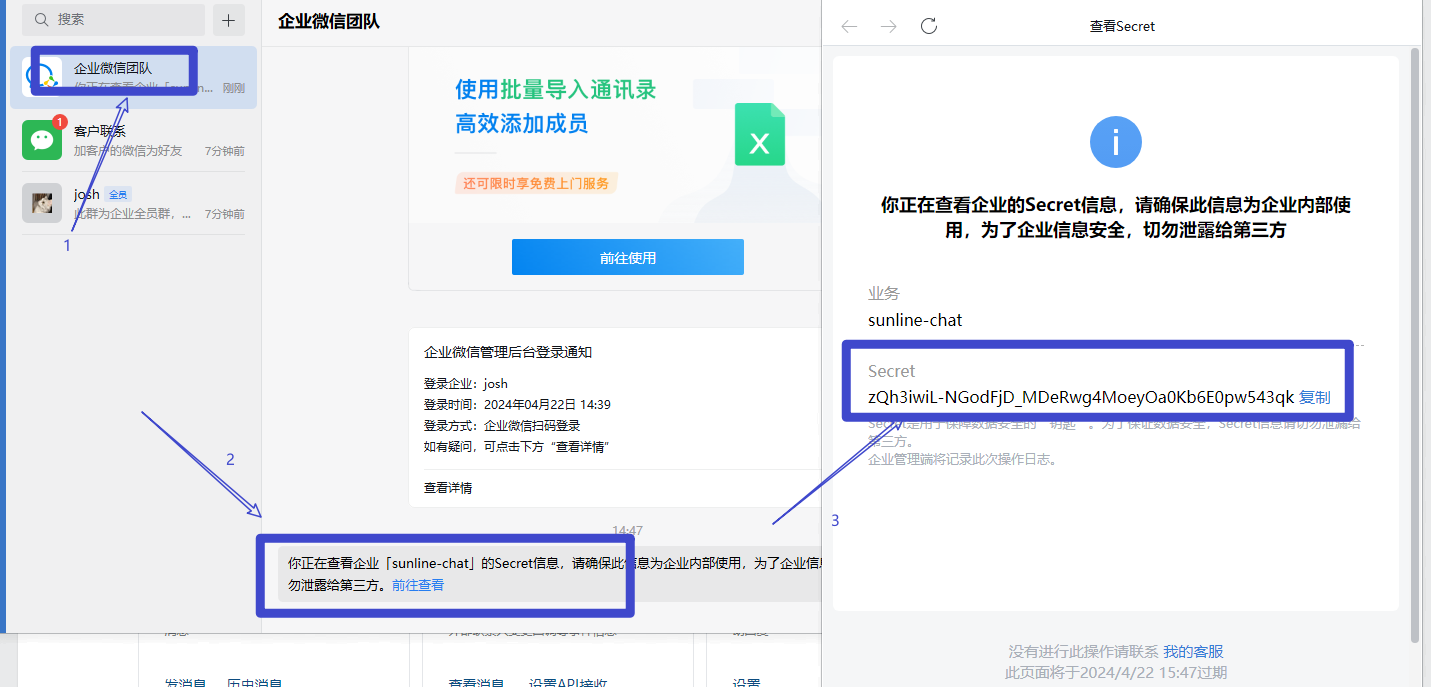 搜索
企业微信团队
刚刚
1
客户联系
加客户的微信为好友
7分钟前
josh 全员
此群为企业全员群，...
7分钟前
1
企业微信团队
使用批量导入通讯录
高效添加成员
还可限时享免费上门服务
X
前往使用
企业微信管理后台登录通知
登录企业：josh
登录时间：2024年04月22日 14:39
登录方式：企业微信扫码登录
如有疑问，可点击下方“查看详情”
查看详情
2
14:47
你正在查看企业「sunline-chat」的Secret信息，请确保此信息为企业内部使用，为了企业信息
勿泄露给第三方。前往查看
发消息 历史消息
查看消息 设置API接收
设置
查看Secret
i
你正在查看企业的Secret信息，请确保此信息为企业内部使
用，为了企业信息安全，切勿泄露给第三方
业务
sunline-chat
Secret
zQh3iwiL-NGodFjD_MDeRwg4MoeyOa0Kb6E0pw543qk 复制
Secret是用于保障数据安全的“钥匙”。为了保证数据安全，Secret信息请切勿泄漏给
第三方。
企业管理端将记录此次操作日志。
3
没有进行此操作请联系 我的客服
此页面将于2024/4/22 15:47过期